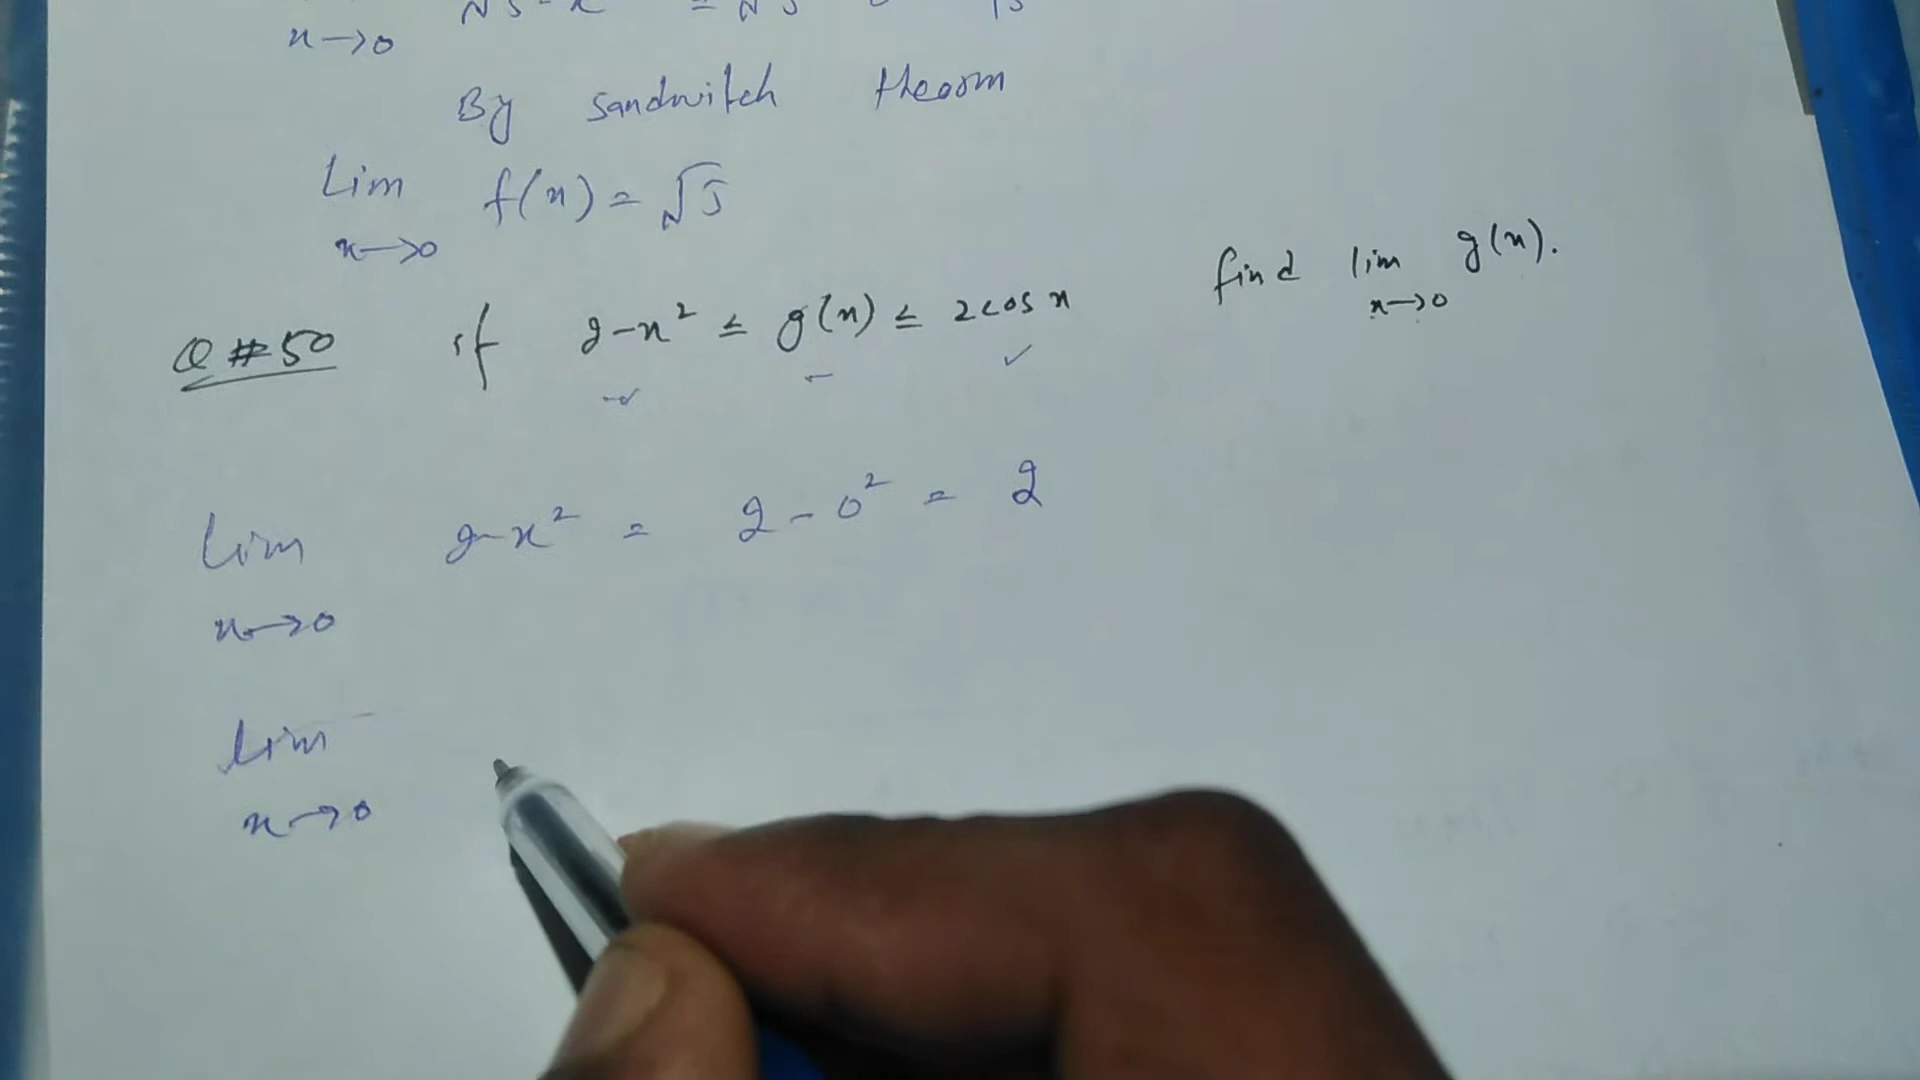 x→0
By sandwitch theorm
Lim f(x) = √5
x→0
Q #50 if 2-x² ≤ g(x) ≤ 2cosx find lim g(x).
x→0
lim 2-x² = 2-0² = 2
x→0
lim
x→0